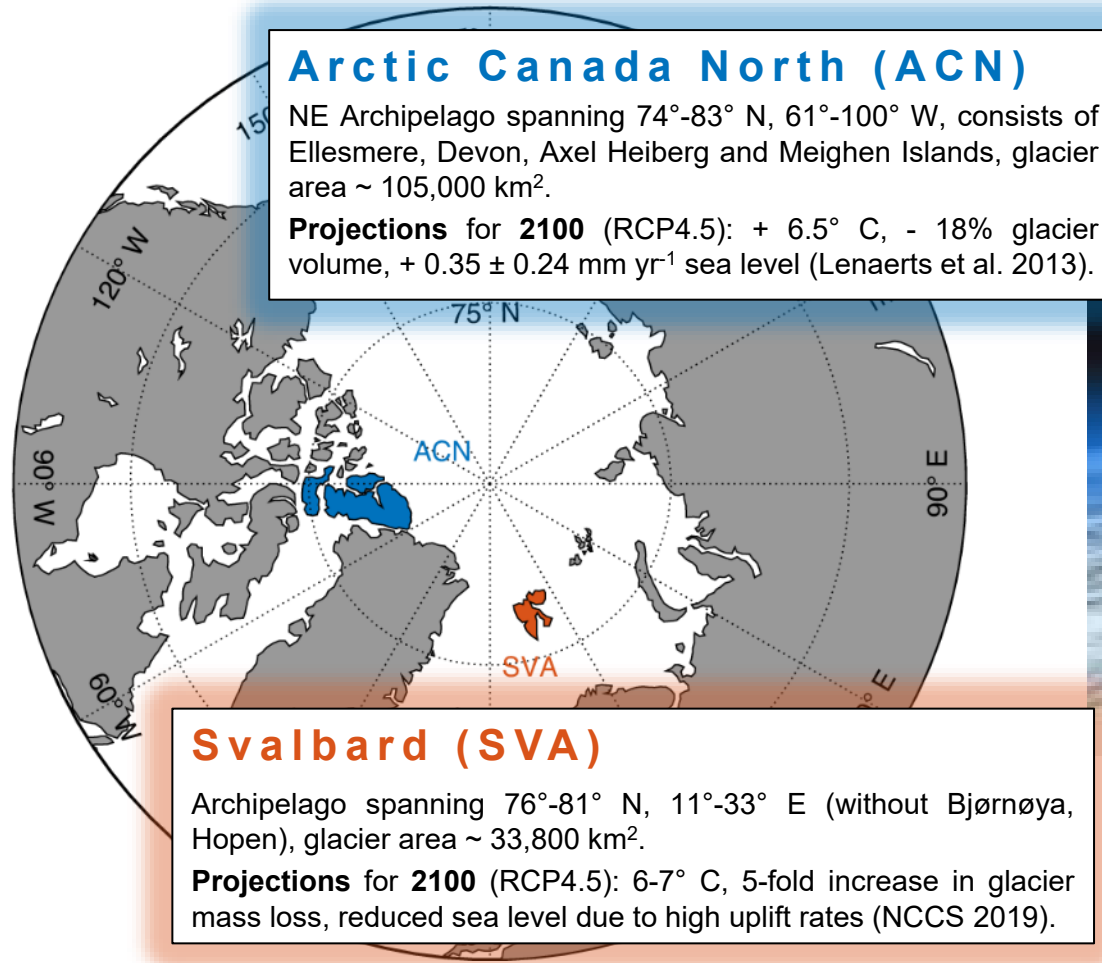 Arctic Canada North (ACN)
NE Archipelago spanning 74°-83° N, 61°-100° W, consists of
Ellesmere, Devon, Axel Heiberg and Meighen Islands, glacier
area ~ 105,000 km².
Projections for 2100 (RCP4.5): + 6.5° C, - 18% glacier
volume, + 0.35 ± 0.24 mm yr⁻¹ sea level (Lenaerts et al. 2013).
120° W
75° N
ACN
90° W
90° E
SVA
60° W
Svalbard (SVA)
Archipelago spanning 76°-81° N, 11°-33° E (without Bjørnøya,
Hopen), glacier area ~ 33,800 km².
Projections for 2100 (RCP4.5): 6-7° C, 5-fold increase in glacier
mass loss, reduced sea level due to high uplift rates (NCCS 2019).